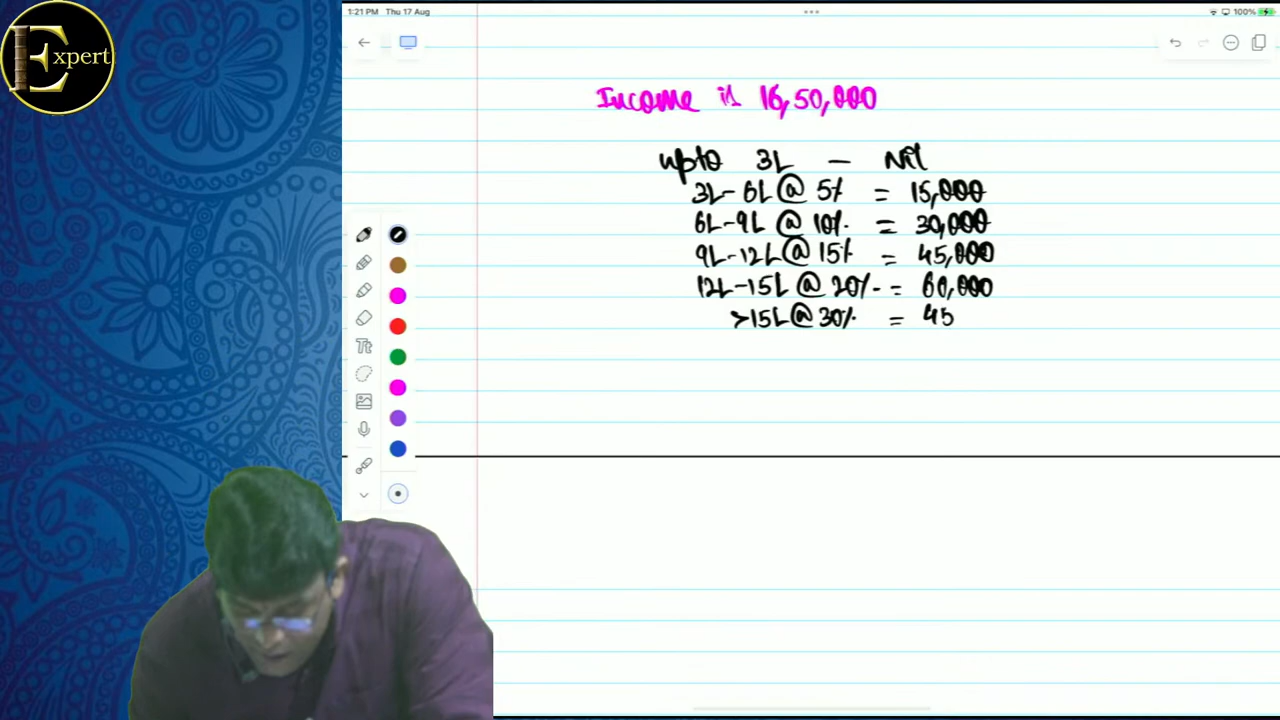 Expert
1:21 PM Thu 17 Aug
100%
Income is 16,50,000
upto 3L — Nil
3L-6L @ 5% = 15,000
6L-9L @ 10% = 30,000
9L-12L @ 15% = 45,000
12L-15L @ 20% = 60,000
>15L @ 30% = 45
Tt